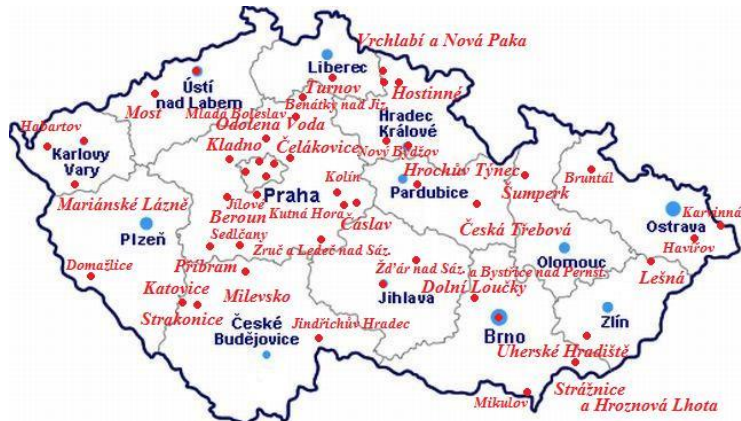 Vrchlabí a Nová Paka
Liberec
Turnov
Hostinné
Ústí
nad Labem
Most
Mladá Boleslav
Benátky nad Jiz.
Odolena Voda
Hradec
Králové
Habartov
Karlovy
Vary
Kladno
Čelákovice
Nový Bydžov
Hrochův Týnec
Kolín
Pardubice
Šumperk
Bruntál
Mariánské Lázně
Jílové
Praha
Beroun
Kutná Hora
Čáslav
Česká Třebová
Ostrava
Karvinná
Plzeň
Sedlčany
Havířov
Příbram
Žruč a Ledeč nad Sáz.
Olomouc
Domažlice
Žďár nad Sáz. a Bystřice nad Pernšt.
Lešná
Katovice
Milevsko
Jihlava
Dolní Loučky
Strakonice
České
Budějovice
Jindřichův Hradec
Brno
Zlín
Uherské Hradiště
Strážnice
a Hroznová Lhota
Mikulov